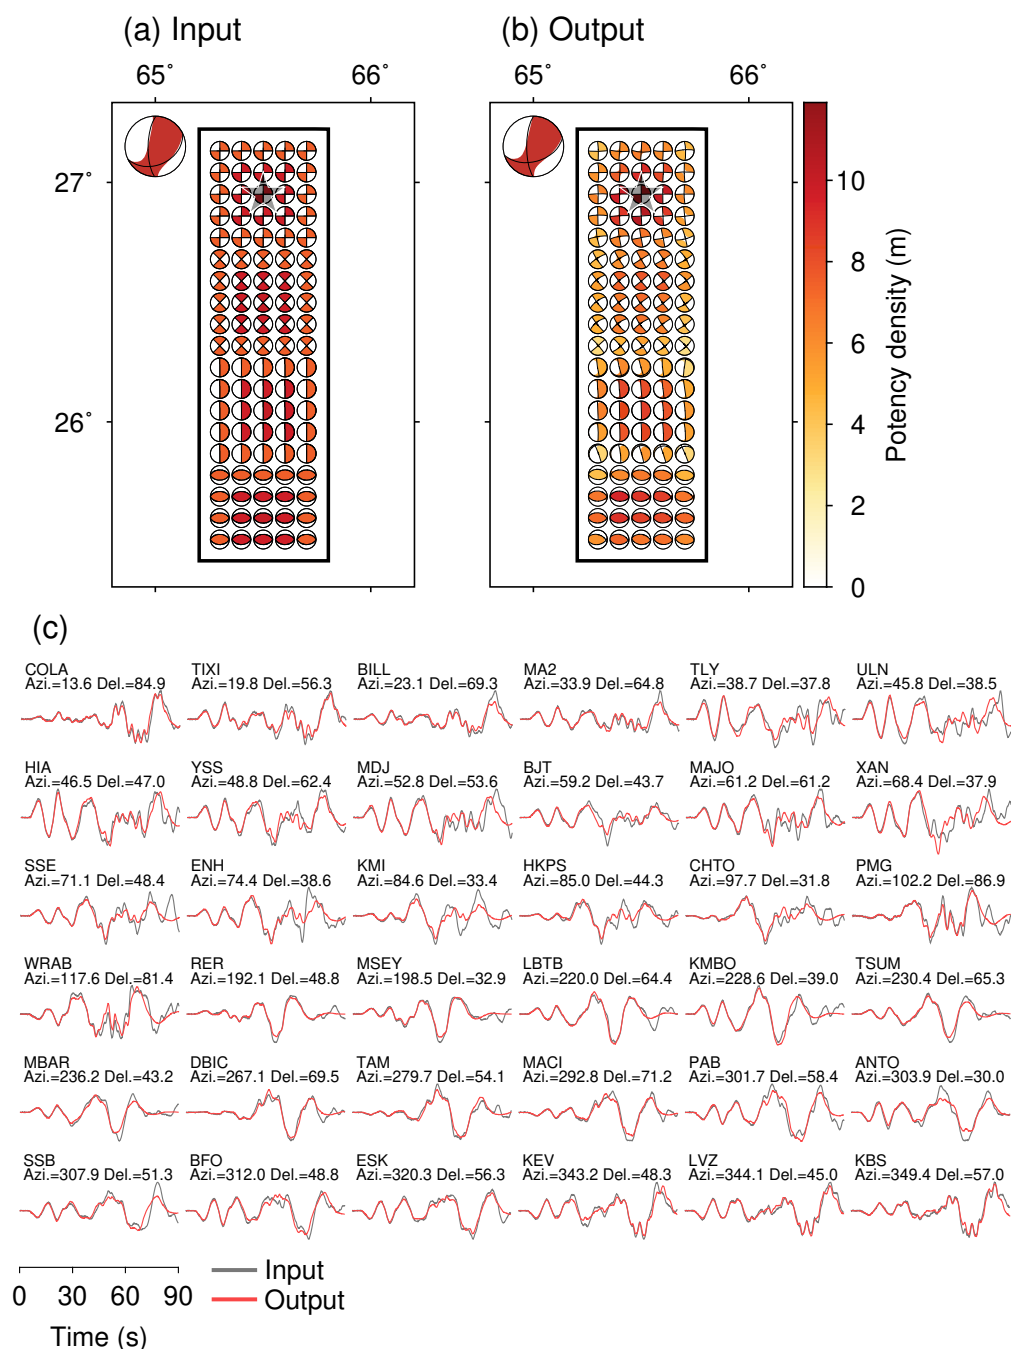 (a) Input
(b) Output
65° 66° 65° 66°
27°
26°
10
8
6
4
2
0
Potency density (m)
(c)
COLA TIXI BILL MA2 TLY ULN
Azi.=13.6 Del.=84.9 Azi.=19.8 Del.=56.3 Azi.=23.1 Del.=69.3 Azi.=33.9 Del.=64.8 Azi.=38.7 Del.=37.8 Azi.=45.8 Del.=38.5
HIA YSS MDJ BJT MAJO XAN
Azi.=46.5 Del.=47.0 Azi.=48.8 Del.=62.4 Azi.=52.8 Del.=53.6 Azi.=59.2 Del.=43.7 Azi.=61.2 Del.=61.2 Azi.=68.4 Del.=37.9
SSE ENH KMI HKPS CHTO PMG
Azi.=71.1 Del.=48.4 Azi.=74.4 Del.=38.6 Azi.=84.6 Del.=33.4 Azi.=85.0 Del.=44.3 Azi.=97.7 Del.=31.8 Azi.=102.2 Del.=86.9
WRAB RER MSEY LBTB KMBO TSUM
Azi.=117.6 Del.=81.4 Azi.=192.1 Del.=48.8 Azi.=198.5 Del.=32.9 Azi.=220.0 Del.=64.4 Azi.=228.6 Del.=39.0 Azi.=230.4 Del.=65.3
MBAR DBIC TAM MACI PAB ANTO
Azi.=236.2 Del.=43.2 Azi.=267.1 Del.=69.5 Azi.=279.7 Del.=54.1 Azi.=292.8 Del.=71.2 Azi.=301.7 Del.=58.4 Azi.=303.9 Del.=30.0
SSB BFO ESK KEV LVZ KBS
Azi.=307.9 Del.=51.3 Azi.=312.0 Del.=48.8 Azi.=320.3 Del.=56.3 Azi.=343.2 Del.=48.3 Azi.=344.1 Del.=45.0 Azi.=349.4 Del.=57.0
0 30 60 90
Time (s)
Input
Output